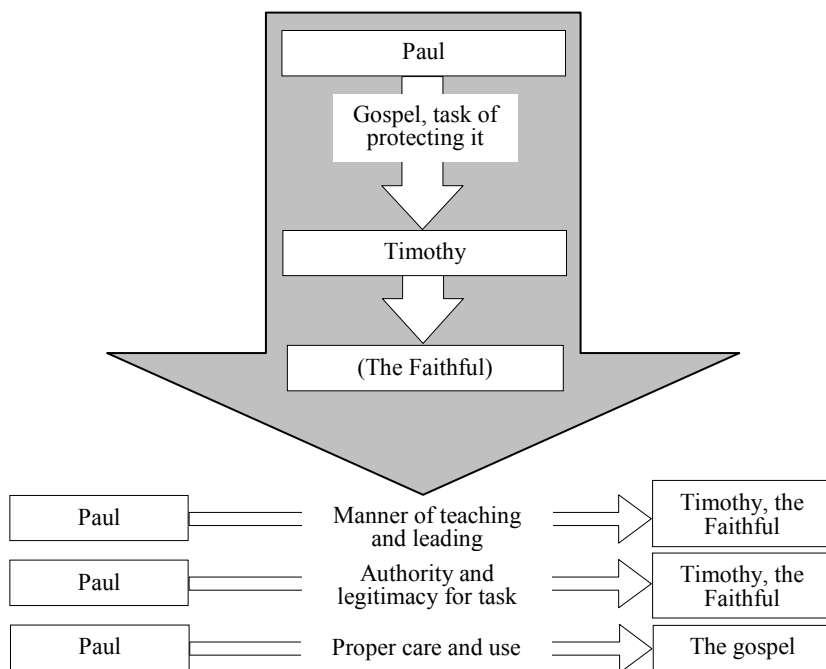 Paul
Gospel, task of
protecting it
Timothy
(The Faithful)
Paul
Manner of teaching
and leading
Timothy, the
Faithful
Paul
Authority and
legitimacy for task
Timothy, the
Faithful
Paul
Proper care and use
The gospel